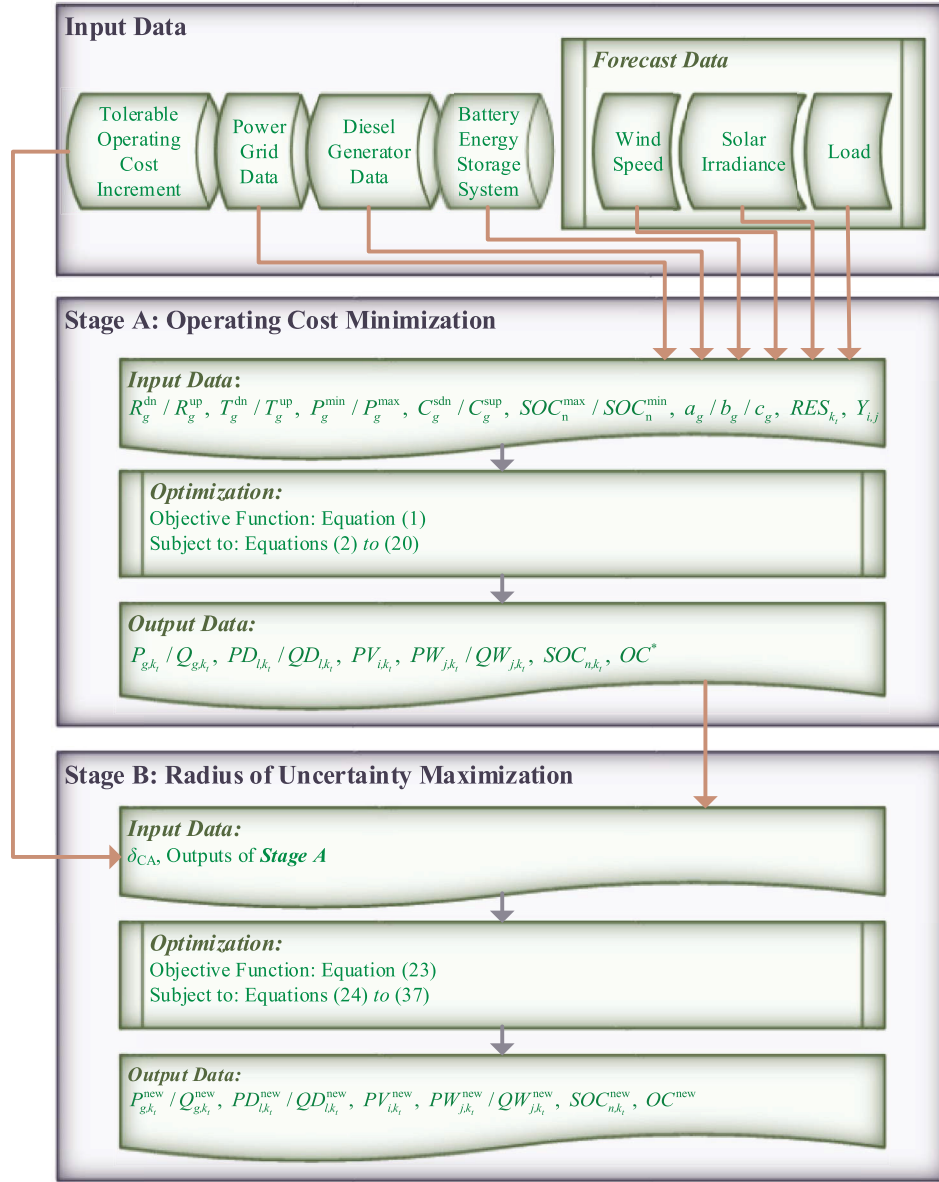 Input Data
Forecast Data
Tolerable
Operating
Cost
Increment
Power
Grid
Data
Diesel
Generator
Data
Battery
Energy
Storage
System
Wind
Speed
Solar
Irradiance
Load
Stage A: Operating Cost Minimization
Input Data:
R_g^dn / R_g^up, T_g^dn / T_g^up, P_g^min / P_g^max, C_g^sdn / C_g^sup, SOC_n^max / SOC_n^min, a_g / b_g / c_g, RES_{k_t}, Y_{i,j}
Optimization:
Objective Function: Equation (1)
Subject to: Equations (2) to (20)
Output Data:
P_{g,k_t} / Q_{g,k_t}, PD_{l,k_t} / QD_{l,k_t}, PV_{i,k_t}, PW_{j,k_t} / QW_{j,k_t}, SOC_{n,k_t}, OC^*
Stage B: Radius of Uncertainty Maximization
Input Data:
δ_CA, Outputs of Stage A
Optimization:
Objective Function: Equation (23)
Subject to: Equations (24) to (37)
Output Data:
P_{g,k_t}^new / Q_{g,k_t}^new, PD_{l,k_t}^new / QD_{l,k_t}^new, PV_{i,k_t}^new, PW_{j,k_t}^new / QW_{j,k_t}^new, SOC_{n,k_t}^new, OC^new